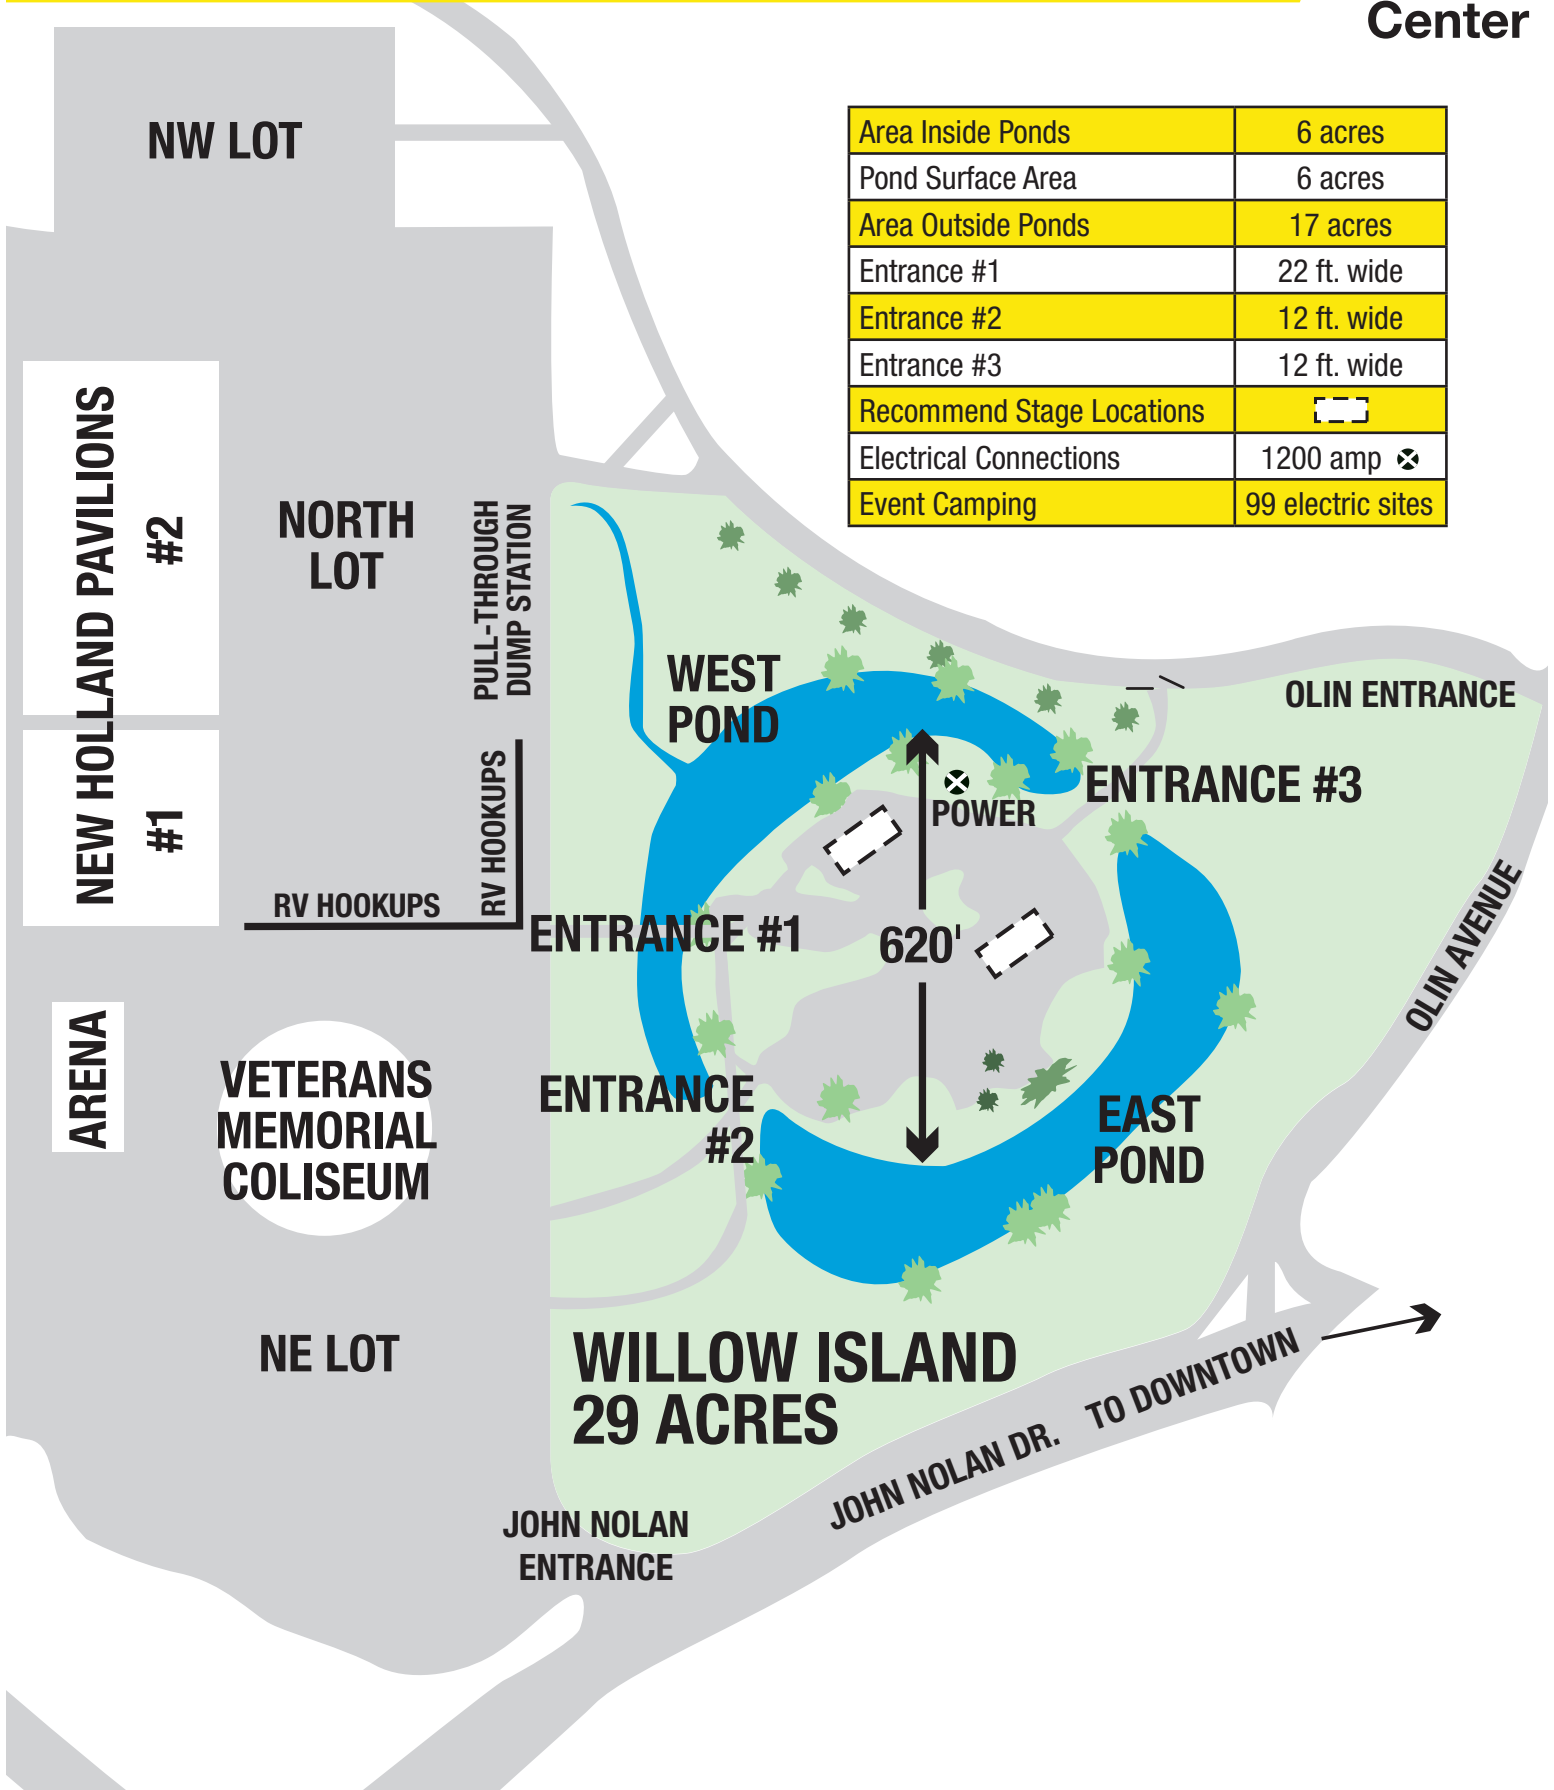 Center
Area Inside Ponds 6 acres
Pond Surface Area 6 acres
Area Outside Ponds 17 acres
Entrance #1 22 ft. wide
Entrance #2 12 ft. wide
Entrance #3 12 ft. wide
Recommend Stage Locations
Electrical Connections 1200 amp
Event Camping 99 electric sites
NW LOT
NEW HOLLAND PAVILIONS
#2
#1
NORTH
LOT
PULL-THROUGH
DUMP STATION
WEST
POND
OLIN ENTRANCE
ENTRANCE #3
POWER
RV HOOKUPS
RV HOOKUPS
ENTRANCE #1
620'
OLIN AVENUE
ARENA
VETERANS
MEMORIAL
COLISEUM
ENTRANCE
#2
EAST
POND
NE LOT
WILLOW ISLAND
29 ACRES
JOHN NOLAN DR. TO DOWNTOWN
JOHN NOLAN
ENTRANCE